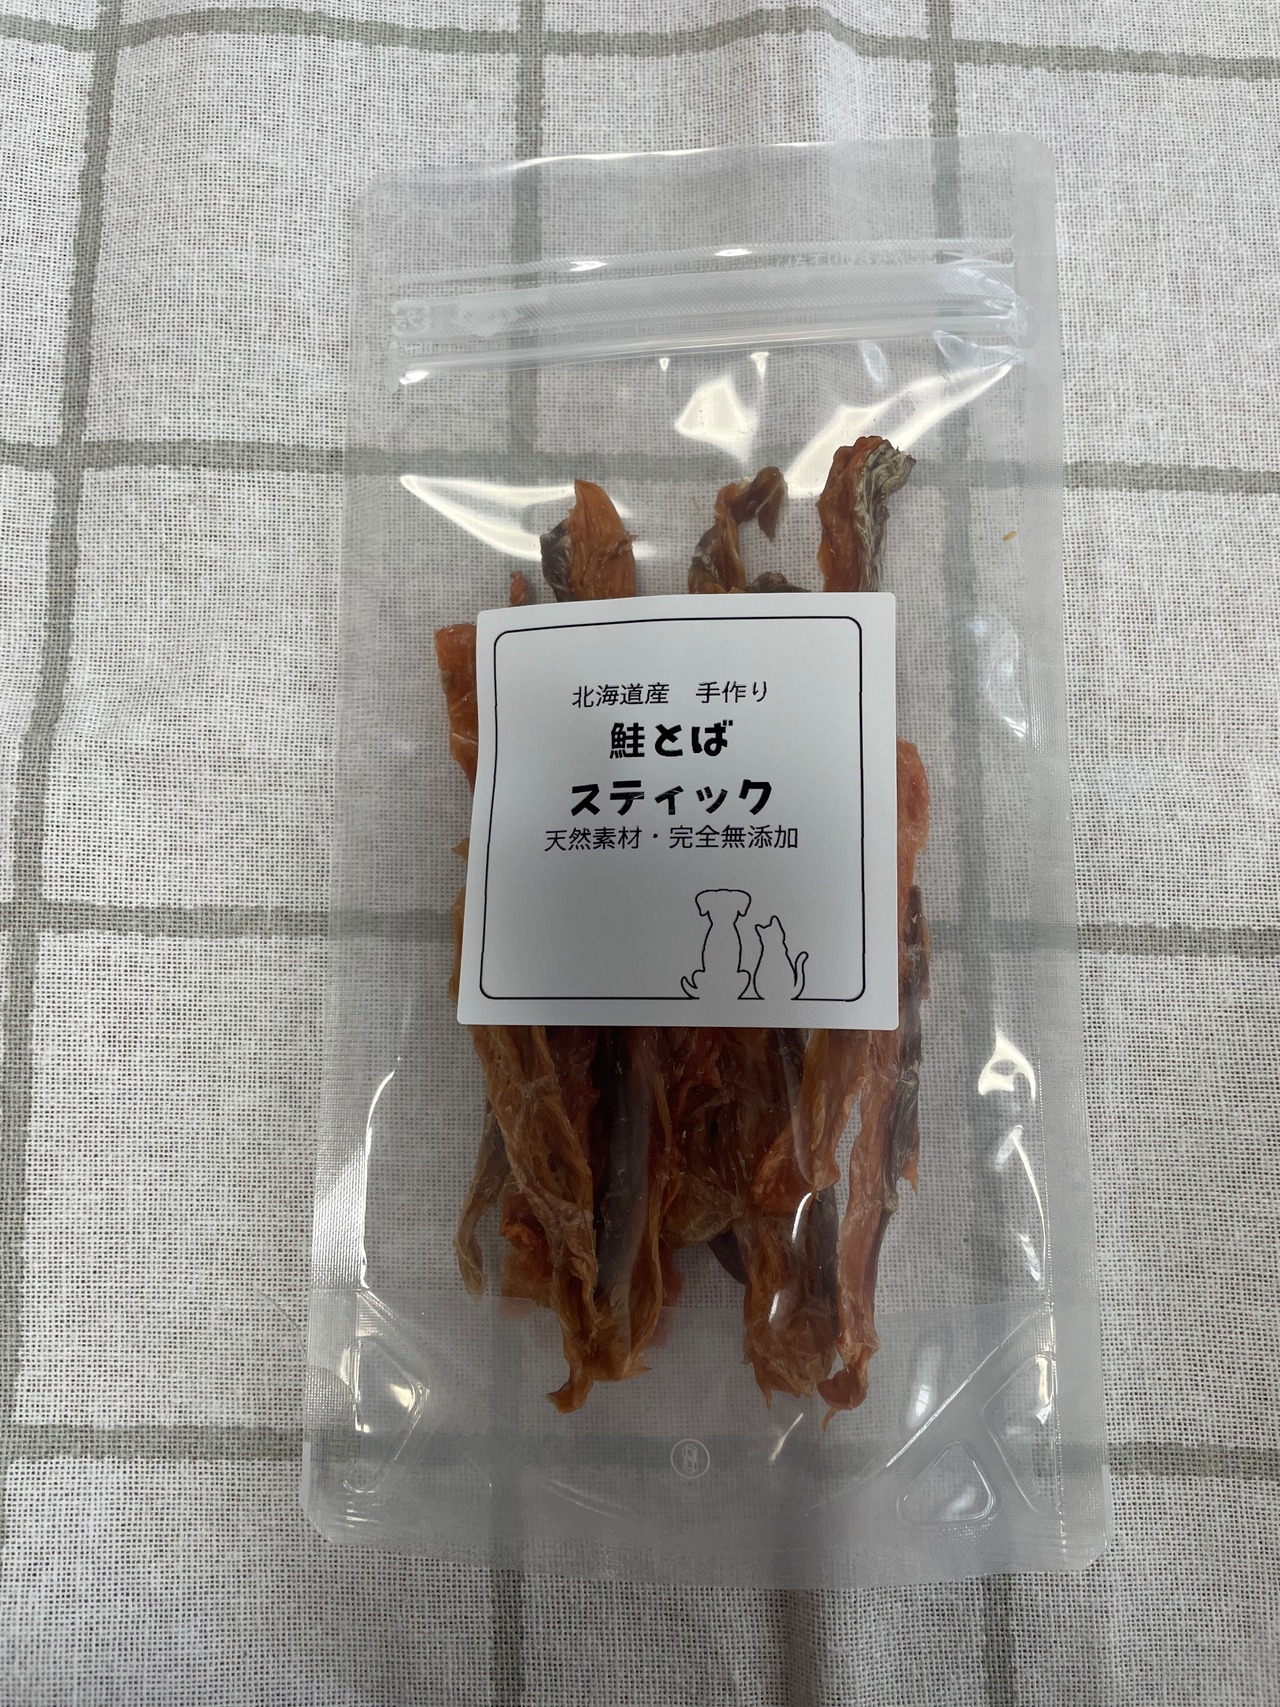 北海道産　手作り
鮭とば
スティック
天然素材・完全無添加